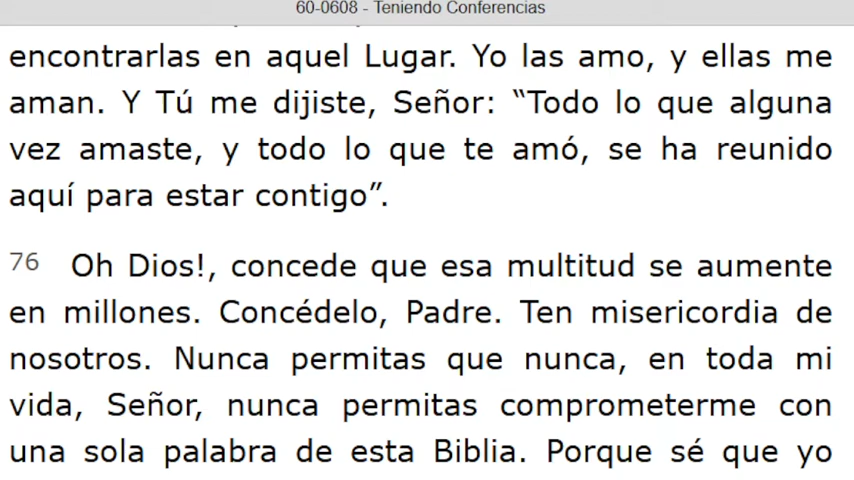 60-0608 - Teniendo Conferencias
encontrarlas en aquel Lugar. Yo las amo, y ellas me
aman. Y Tú me dijiste, Señor: “Todo lo que alguna
vez amaste, y todo lo que te amó, se ha reunido
aquí para estar contigo”.
76 Oh Dios!, concede que esa multitud se aumente
en millones. Concédelo, Padre. Ten misericordia de
nosotros. Nunca permitas que nunca, en toda mi
vida, Señor, nunca permitas comprometerme con
una sola palabra de esta Biblia. Porque sé que yo